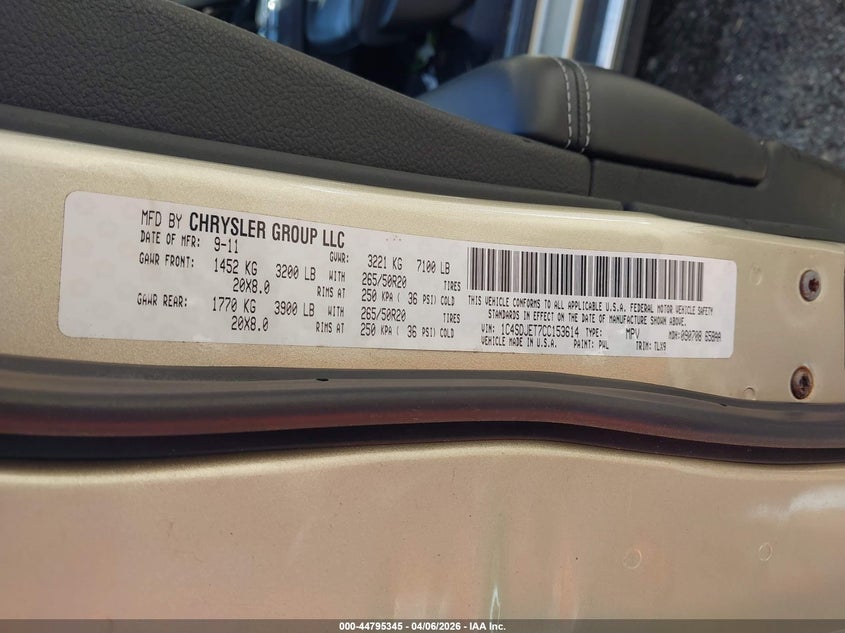 MFD BY CHRYSLER GROUP LLC
DATE OF MFR: 9-11 GVWR: 3221 KG 7100 LB
GAWR FRONT: 1452 KG 3200 LB WITH 265/50R20 TIRES
20X8.0 RIMS AT 250 KPA ( 36 PSI) COLD
GAWR REAR: 1770 KG 3900 LB WITH 265/50R20 TIRES
20X8.0 RIMS AT 250 KPA ( 36 PSI) COLD
THIS VEHICLE CONFORMS TO ALL APPLICABLE U.S.A. FEDERAL MOTOR VEHICLE SAFETY
STANDARDS IN EFFECT ON THE DATE OF MANUFACTURE SHOWN ABOVE.
VIN: 1C4SDJET7CC153614 TYPE: MPV MDH: 090708 858AA
VEHICLE MADE IN U.S.A. PAINT: PWL TRIM: TLX9
000-44795345 - 04/06/2026 - IAA Inc.